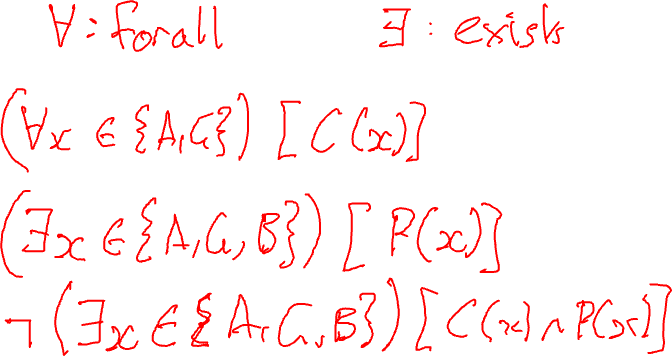 ∀: forall ∃: exists
(∀x ∈ {A, G}) [C(x)]
(∃x ∈ {A, G, B}) [P(x)]
¬(∃x ∈ {A, G, B}) [C(x) ∧ P(x)]